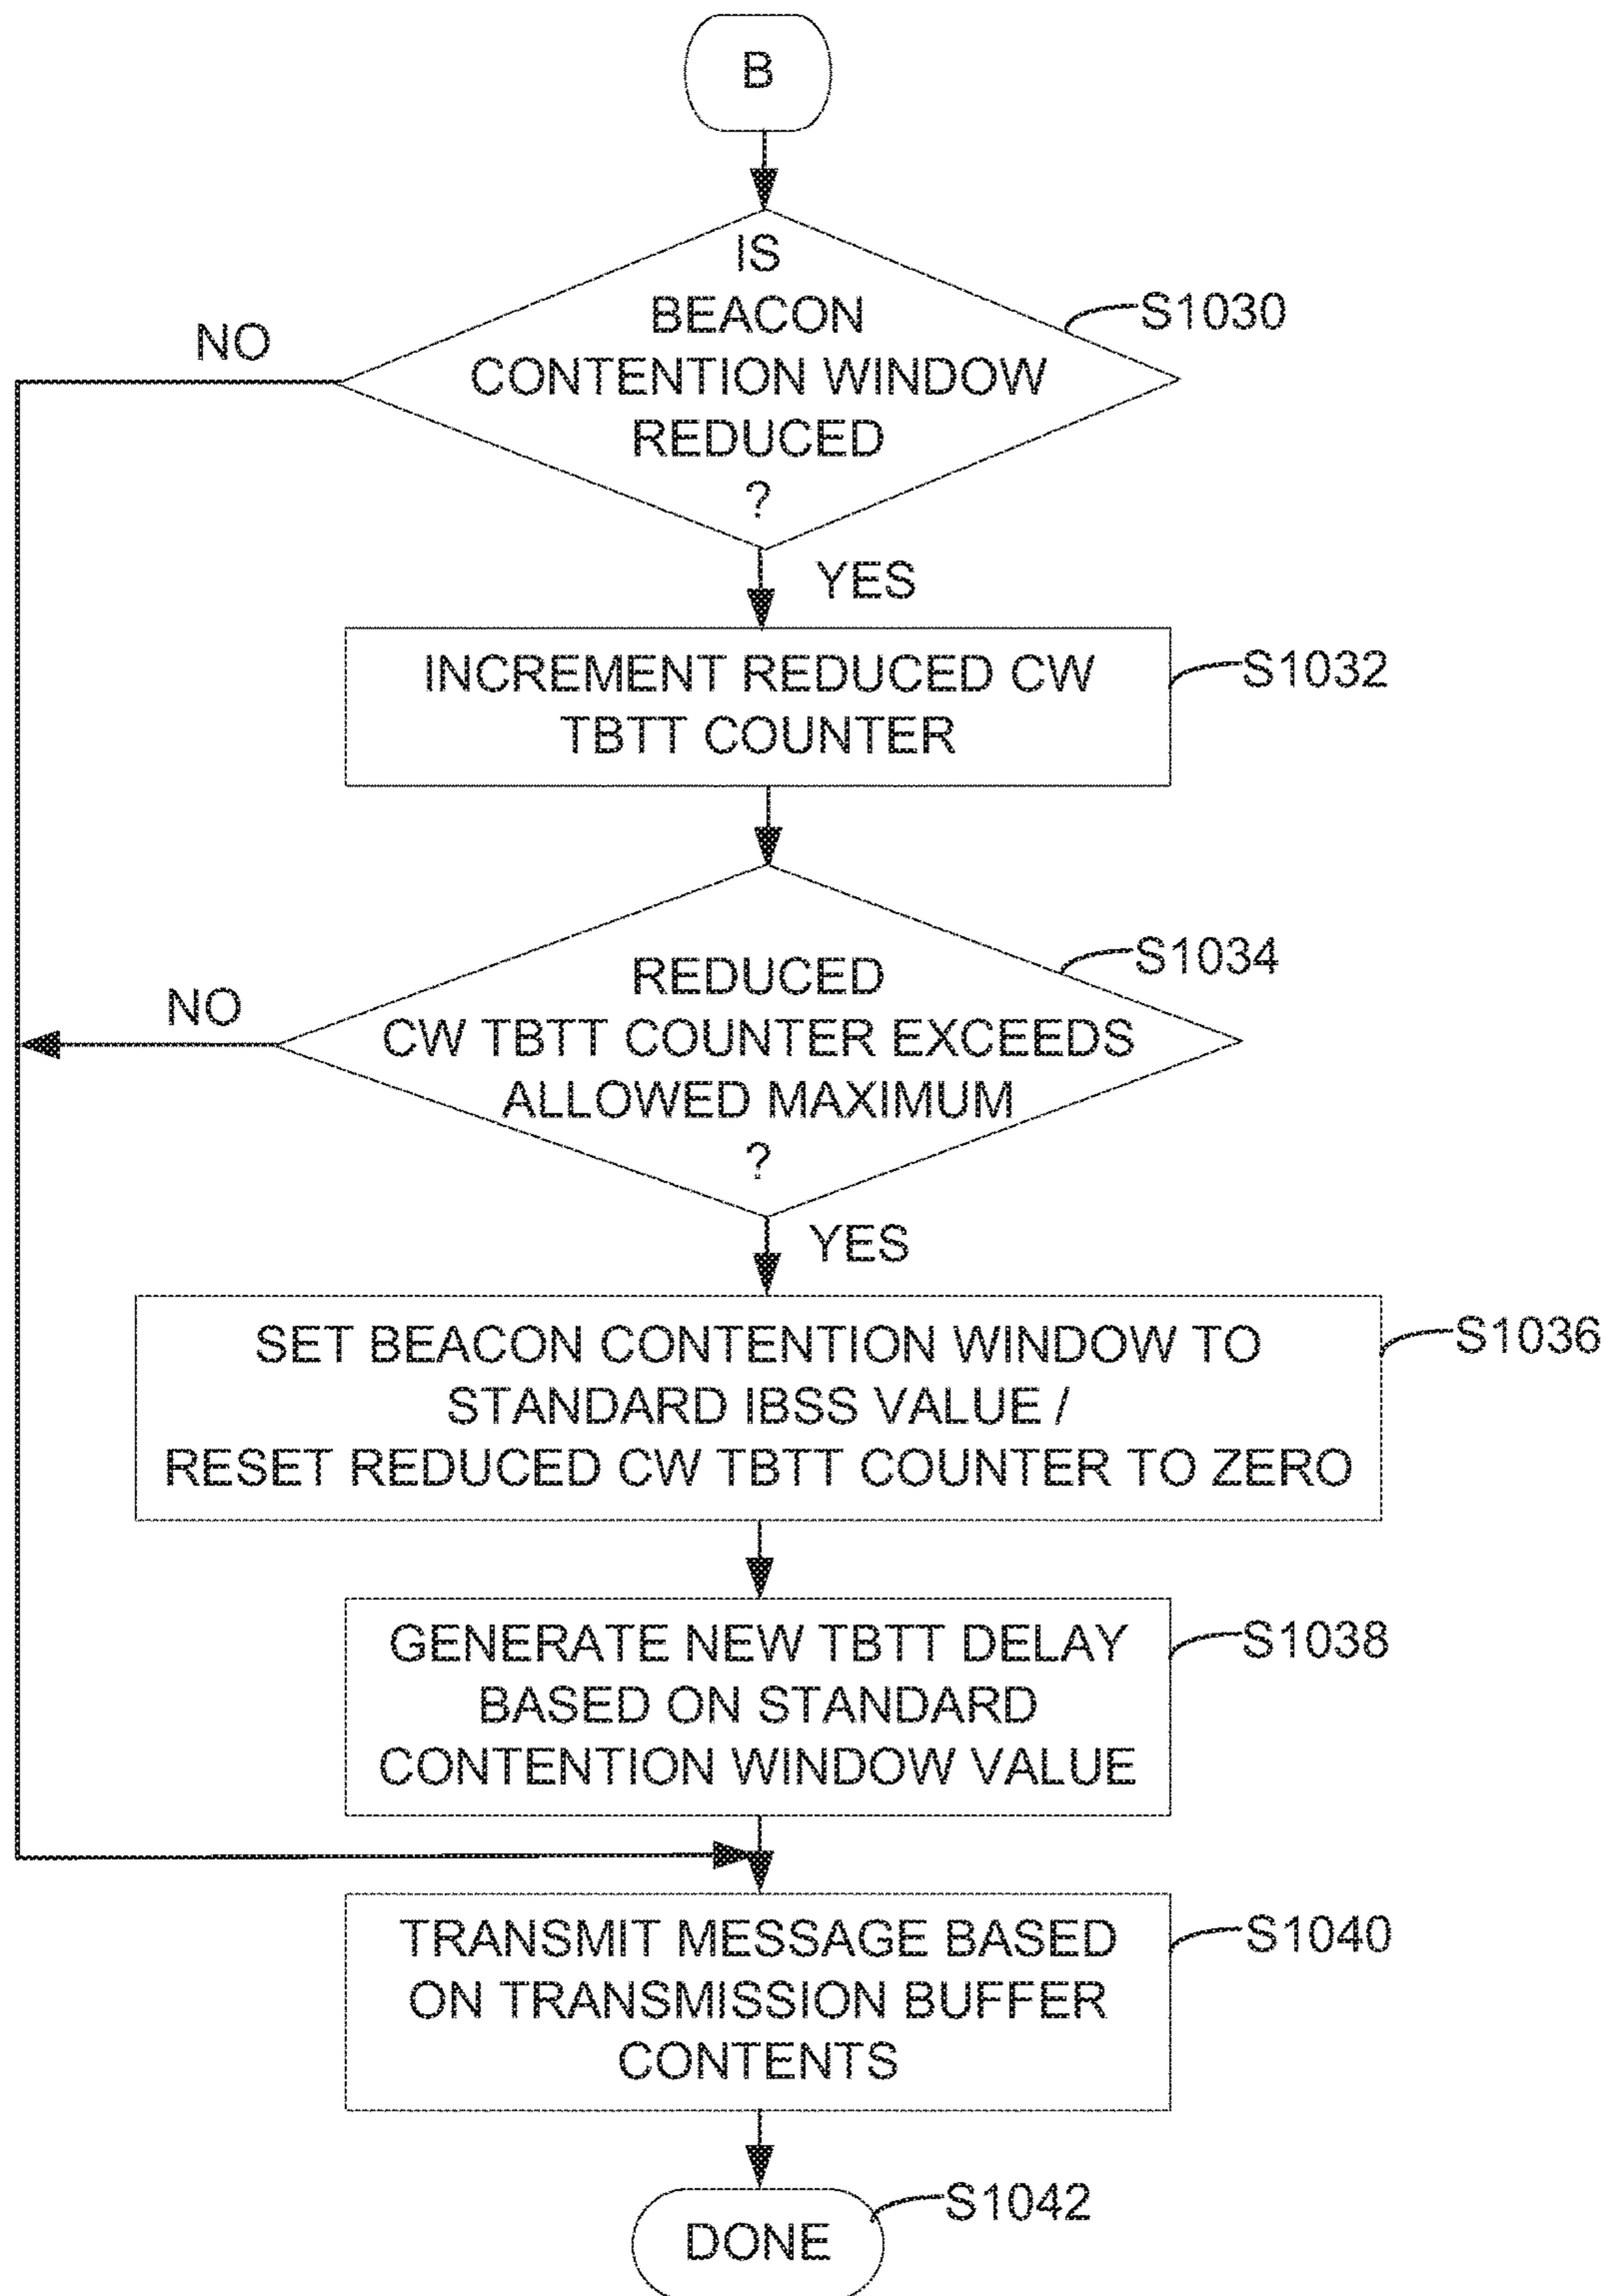 B
IS
BEACON
CONTENTION WINDOW
REDUCED
?
S1030
NO
YES
INCREMENT REDUCED CW
TBTT COUNTER
S1032
REDUCED
CW TBTT COUNTER EXCEEDS
ALLOWED MAXIMUM
?
S1034
NO
YES
SET BEACON CONTENTION WINDOW TO
STANDARD IBSS VALUE /
RESET REDUCED CW TBTT COUNTER TO ZERO
S1036
GENERATE NEW TBTT DELAY
BASED ON STANDARD
CONTENTION WINDOW VALUE
S1038
TRANSMIT MESSAGE BASED
ON TRANSMISSION BUFFER
CONTENTS
S1040
DONE
S1042